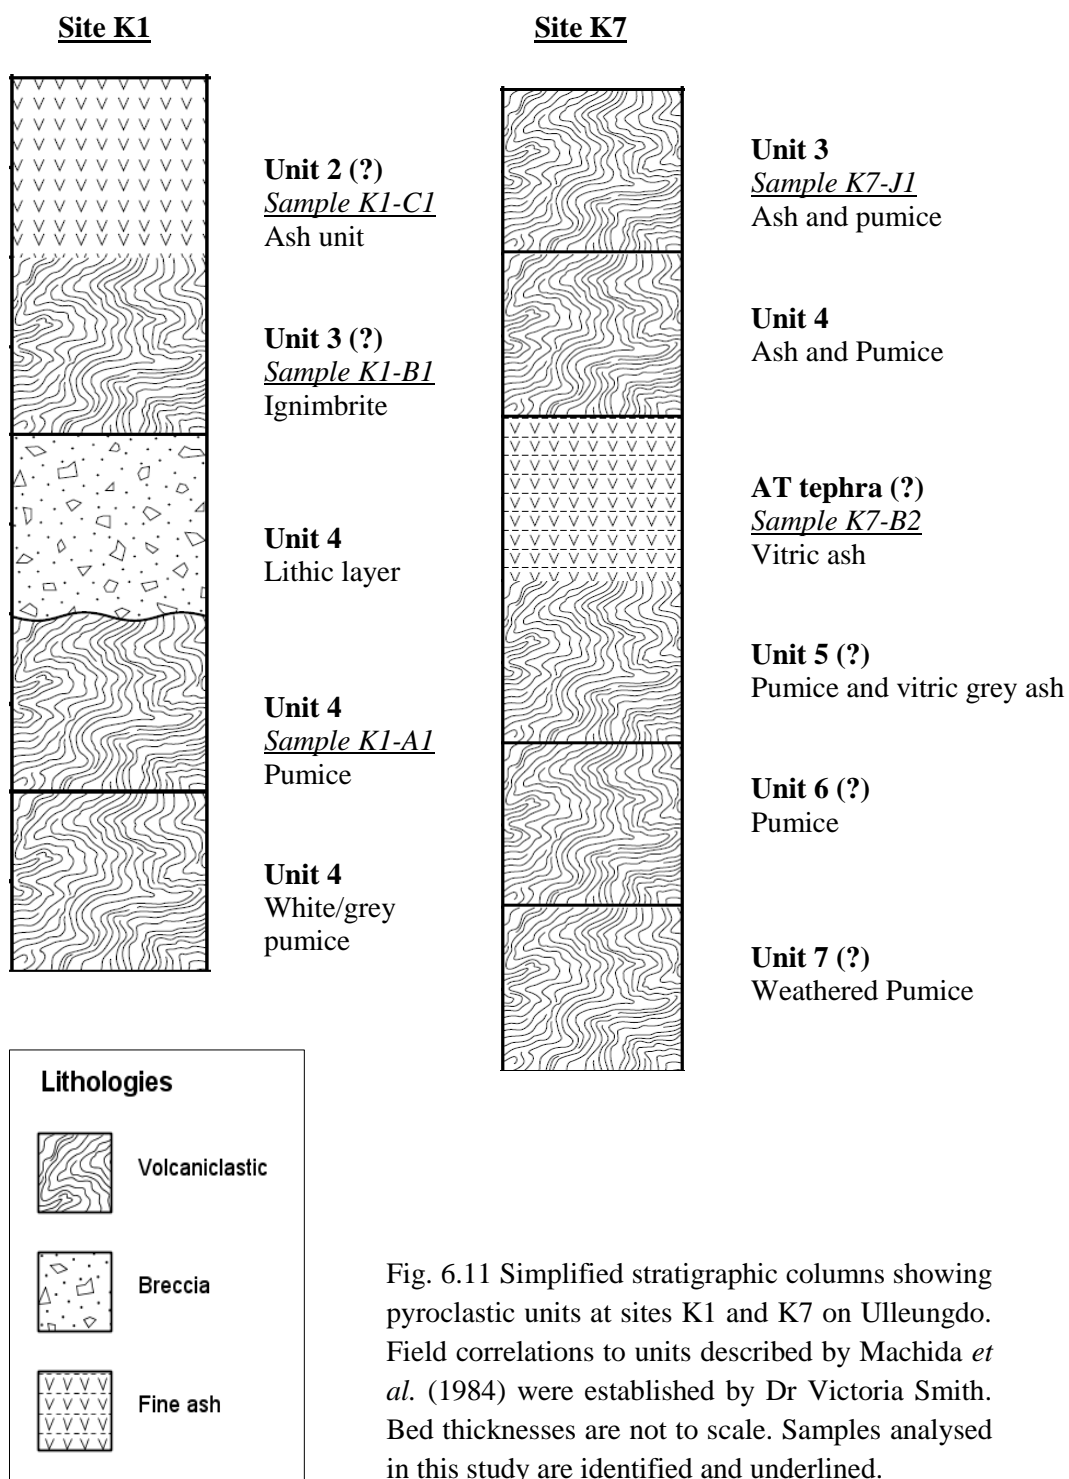 Site K1
Unit 2 (?)
Sample K1-C1
Ash unit
Unit 3 (?)
Sample K1-B1
Ignimbrite
Unit 4
Lithic layer
Unit 4
Sample K1-A1
Pumice
Unit 4
White/grey
pumice
Site K7
Unit 3
Sample K7-J1
Ash and pumice
Unit 4
Ash and Pumice
AT tephra (?)
Sample K7-B2
Vitric ash
Unit 5 (?)
Pumice and vitric grey ash
Unit 6 (?)
Pumice
Unit 7 (?)
Weathered Pumice
Lithologies
Volcaniclastic
Breccia
Fine ash
Fig. 6.11 Simplified stratigraphic columns showing
pyroclastic units at sites K1 and K7 on Ulleungdo.
Field correlations to units described by Machida et
al. (1984) were established by Dr Victoria Smith.
Bed thicknesses are not to scale. Samples analysed
in this study are identified and underlined.